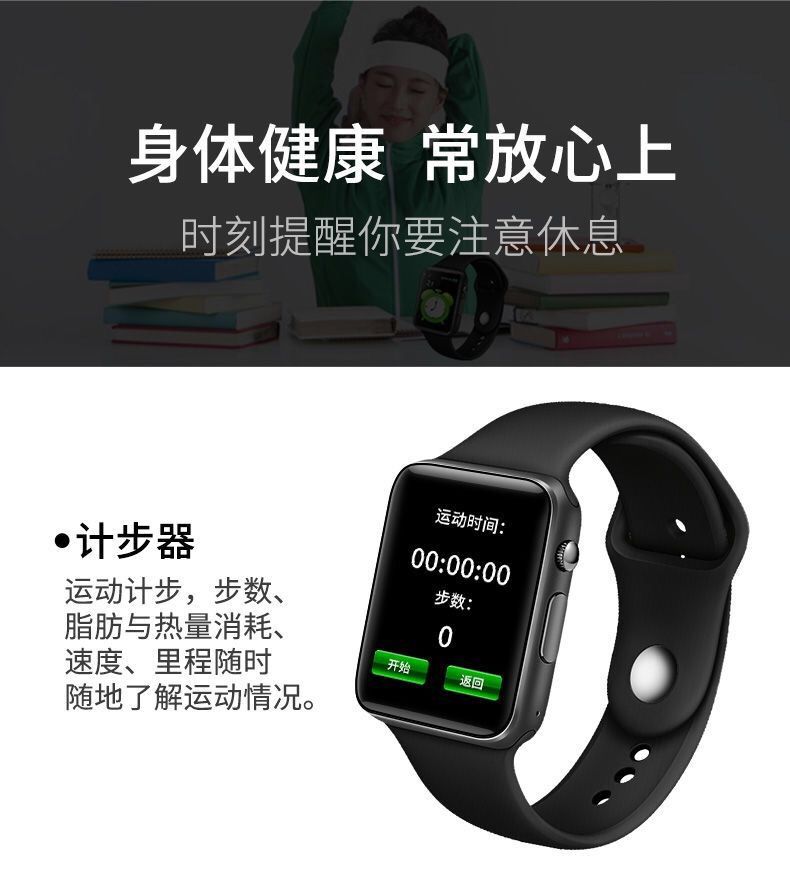 身体健康 常放心上
时刻提醒你要注意休息
•计步器
运动计步，步数、
脂肪与热量消耗、
速度、里程随时
随地了解运动情况。
运动时间：
00:00:00
步数：
0
开始
返回